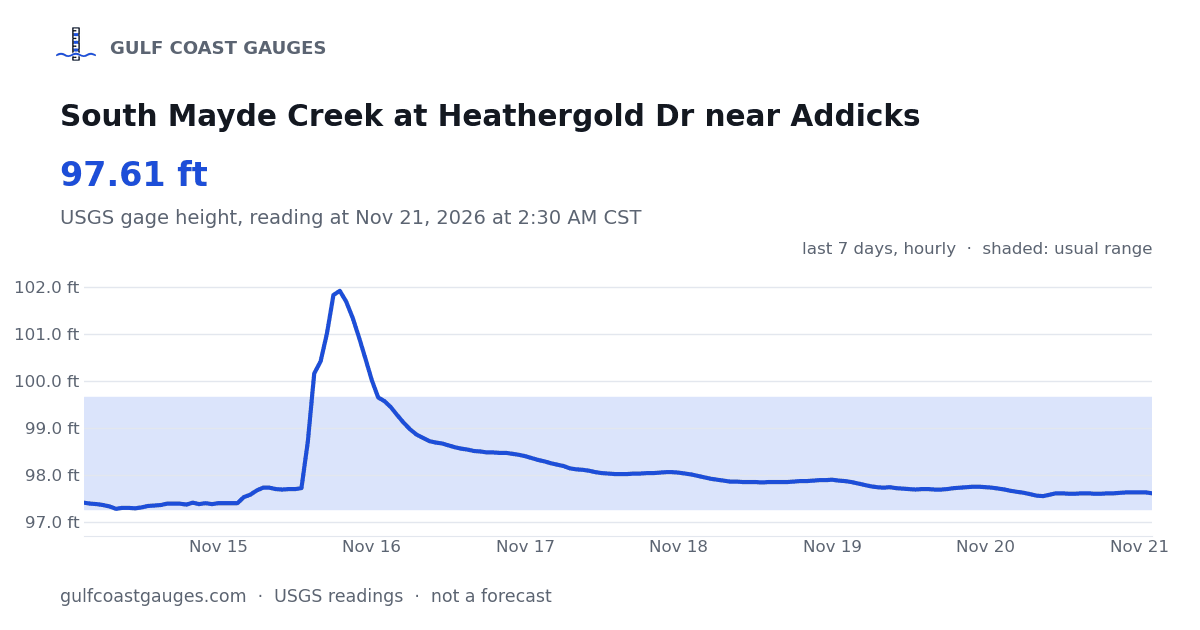 GULF COAST GAUGES
South Mayde Creek at Heathergold Dr near Addicks
97.61 ft
USGS gage height, reading at Nov 21, 2026 at 2:30 AM CST
last 7 days, hourly · shaded: usual range
102.0 ft
101.0 ft
100.0 ft
99.0 ft
98.0 ft
97.0 ft
Nov 15 Nov 16 Nov 17 Nov 18 Nov 19 Nov 20 Nov 21
gulfcoastgauges.com · USGS readings · not a forecast